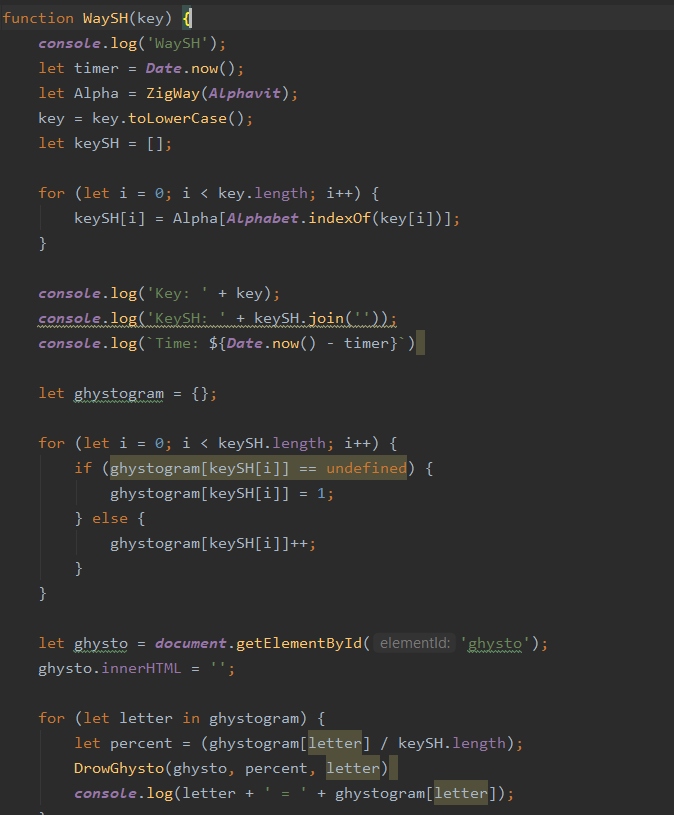 function WaySH(key) {
    console.log('WaySH');
    let timer = Date.now();
    let Alpha = ZigWay(Alphavit);
    key = key.toLowerCase();
    let keySH = [];

    for (let i = 0; i < key.length; i++) {
        keySH[i] = Alpha[Alphabet.indexOf(key[i])];
    }

    console.log('Key: ' + key);
    console.log('KeySH: ' + keySH.join(''));
    console.log(`Time: ${Date.now() - timer}`)

    let ghystogram = {};

    for (let i = 0; i < keySH.length; i++) {
        if (ghystogram[keySH[i]] == undefined) {
            ghystogram[keySH[i]] = 1;
        } else {
            ghystogram[keySH[i]]++;
        }
    }

    let ghysto = document.getElementById( elementId: 'ghysto');
    ghysto.innerHTML = '';

    for (let letter in ghystogram) {
        let percent = (ghystogram[letter] / keySH.length);
        DrowGhysto(ghysto, percent, letter)
        console.log(letter + ' = ' + ghystogram[letter]);